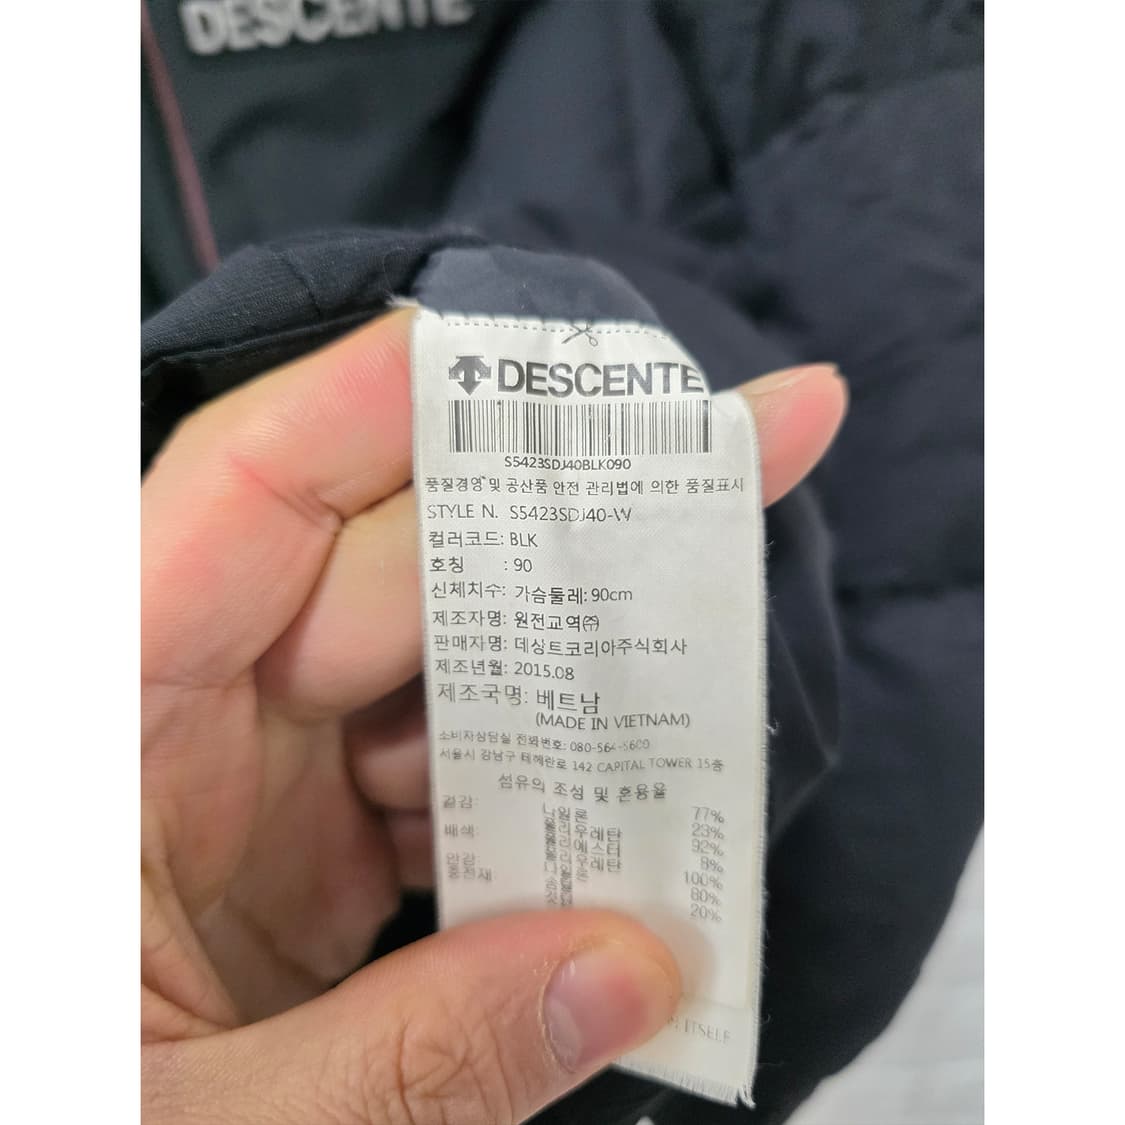 DESCENTE
DESCENTE
S5423SDJ40BLK090
품질경영 및 공산품 안전 관리법에 의한 품질표시
STYLE N. S5423SDJ40-W
컬러코드: BLK
호칭 : 90
신체치수: 가슴둘레: 90cm
제조자명: 원전교역㈜
판매자명: 데상트코리아주식회사
제조년월: 2015.08
제조국명: 베트남
(MADE IN VIETNAM)
소비자상담실 전화번호: 080-564-5600
서울시 강남구 테헤란로 142 CAPITAL TOWER 15층
섬유의 조성 및 혼용율
겉감: 나일론 77%
폴리우레탄 23%
배색: 폴리에스터 92%
폴리우레탄 8%
안감: 나일론 100%
충전재: 솜털 80%
20%
ITSELF